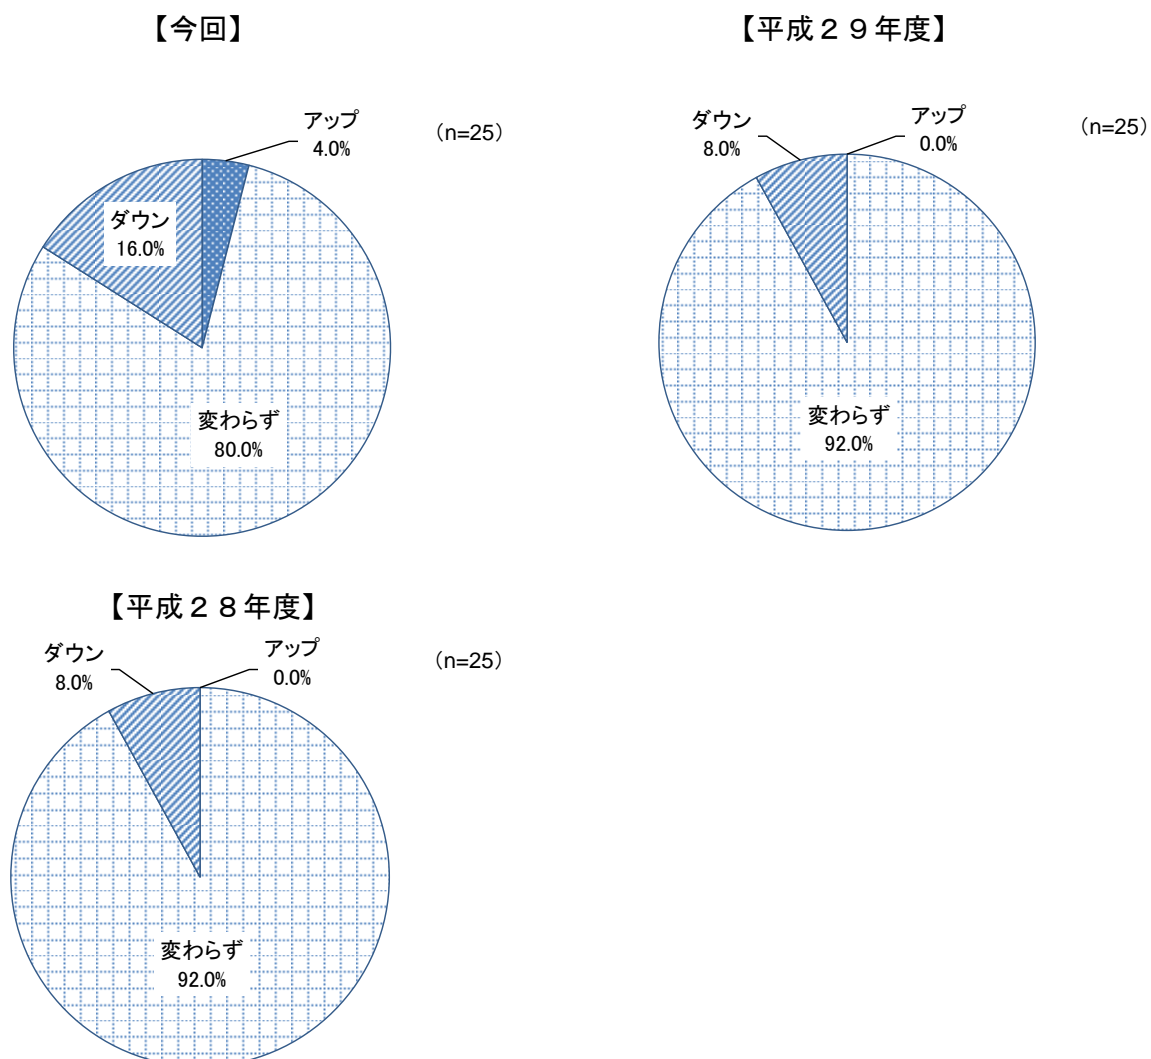 【今回】
アップ
4.0%
(n=25)
ダウン
16.0%
変わらず
80.0%
【平成２９年度】
ダウン
8.0%
アップ
0.0%
(n=25)
変わらず
92.0%
【平成２８年度】
ダウン
8.0%
アップ
0.0%
(n=25)
変わらず
92.0%